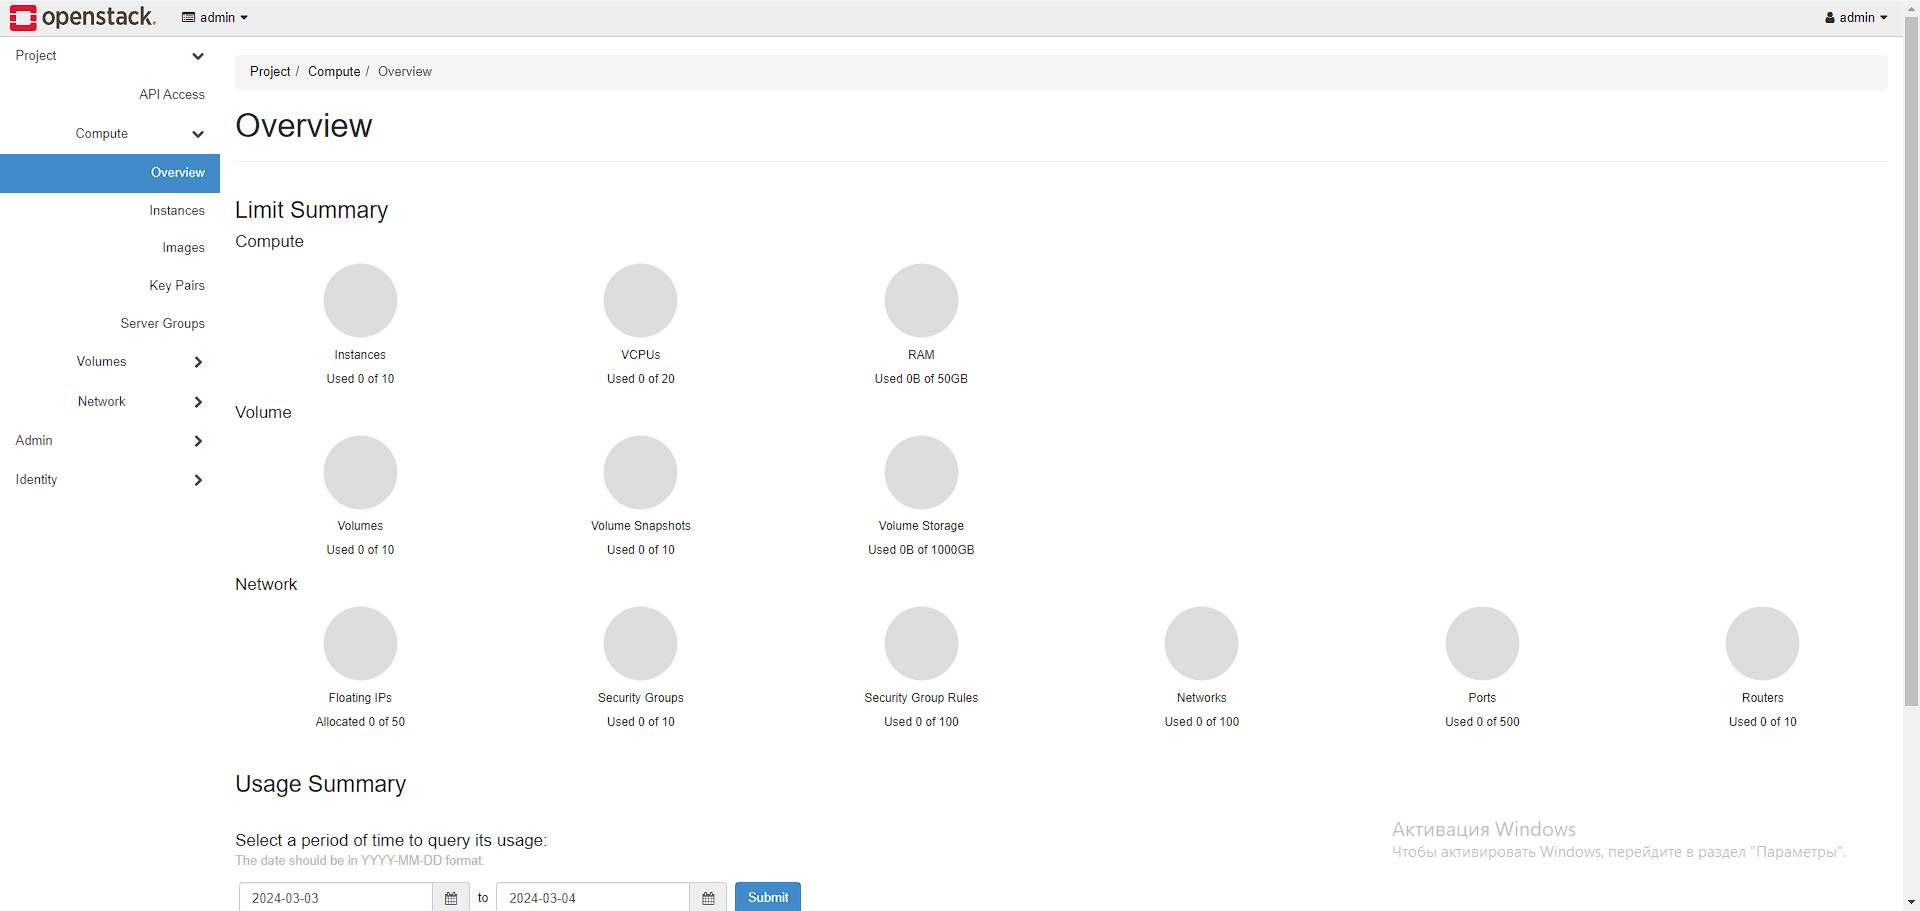 openstack. admin admin
Project
API Access
Compute
Overview
Instances
Images
Key Pairs
Server Groups
Volumes
Network
Admin
Identity
Project / Compute / Overview
Overview
Limit Summary
Compute
Instances
Used 0 of 10
VCPUs
Used 0 of 20
RAM
Used 0B of 50GB
Volume
Volumes
Used 0 of 10
Volume Snapshots
Used 0 of 10
Volume Storage
Used 0B of 1000GB
Network
Floating IPs
Allocated 0 of 50
Security Groups
Used 0 of 10
Security Group Rules
Used 0 of 100
Networks
Used 0 of 100
Ports
Used 0 of 500
Routers
Used 0 of 10
Usage Summary
Select a period of time to query its usage:
The date should be in YYYY-MM-DD format.
2024-03-03 to 2024-03-04 Submit
Активация Windows
Чтобы активировать Windows, перейдите в раздел "Параметры".